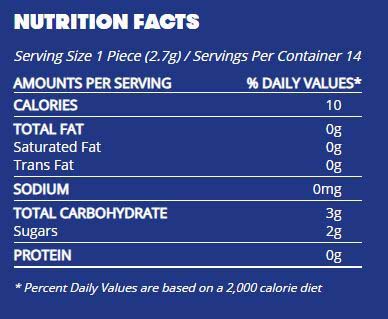 NUTRITION FACTS
Serving Size 1 Piece (2.7g) / Servings Per Container 14
AMOUNTS PER SERVING % DAILY VALUES*
CALORIES 10
TOTAL FAT 0g
Saturated Fat 0g
Trans Fat 0g
SODIUM 0mg
TOTAL CARBOHYDRATE 3g
Sugars 2g
PROTEIN 0g
* Percent Daily Values are based on a 2,000 calorie diet